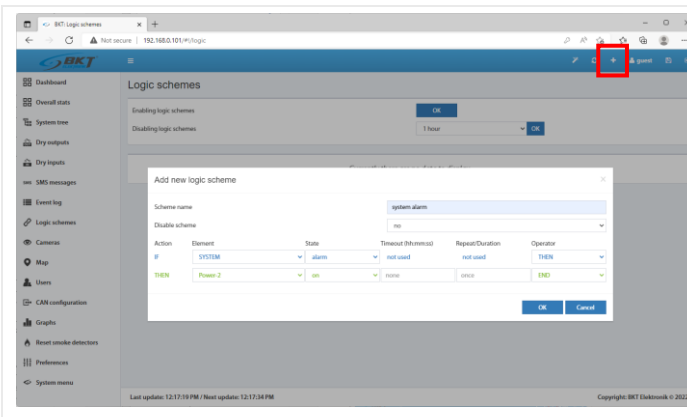 BKT: Logic schemes
Not secure | 192.168.0.101/#!/logic
BKT
guest
Dashboard
Overall stats
System tree
Dry outputs
Dry inputs
SMS SMS messages
Event log
Logic schemes
Cameras
Map
Users
CAN configuration
Graphs
Reset smoke detectors
Preferences
System menu
Logic schemes
Enabling logic schemes OK
Disabling logic schemes 1 hour OK
Add new logic scheme
Scheme name system alarm
Disable scheme no
Action Element State Timeout (hh:mm:ss) Repeat/Duration Operator
IF SYSTEM alarm not used not used THEN
THEN Power-2 on none once END
OK Cancel
Last update: 12:17:19 PM / Next update: 12:17:34 PM
Copyright: BKT Elektronik © 2022